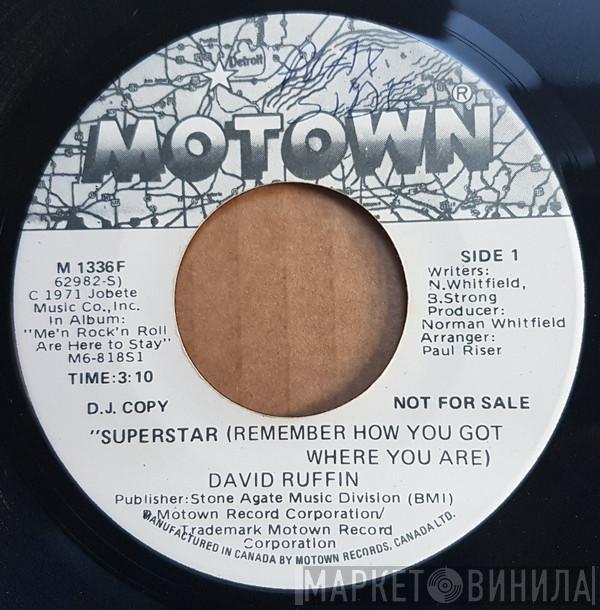 Detroit
PLAY
SIDE
MOTOWN®
M 1336F
62982-S)
C 1971 Jobete
Music Co., Inc.
In Album:
"Me'n Rock'n Roll
Are Here to Stay"
M6-818S1
TIME:3:10
SIDE 1
Writers:
N.Whitfield,
B.Strong
Producer:
Norman Whitfield
Arranger:
Paul Riser
D.J. COPY
NOT FOR SALE
"SUPERSTAR (REMEMBER HOW YOU GOT
WHERE YOU ARE)
DAVID RUFFIN
Publisher:Stone Agate Music Division (BMI)
℗ Motown Record Corporation/
Trademark Motown Record
Corporation
MANUFACTURED IN CANADA BY MOTOWN RECORDS, CANADA LTD.
МАРКЕТ ВИНИЛА